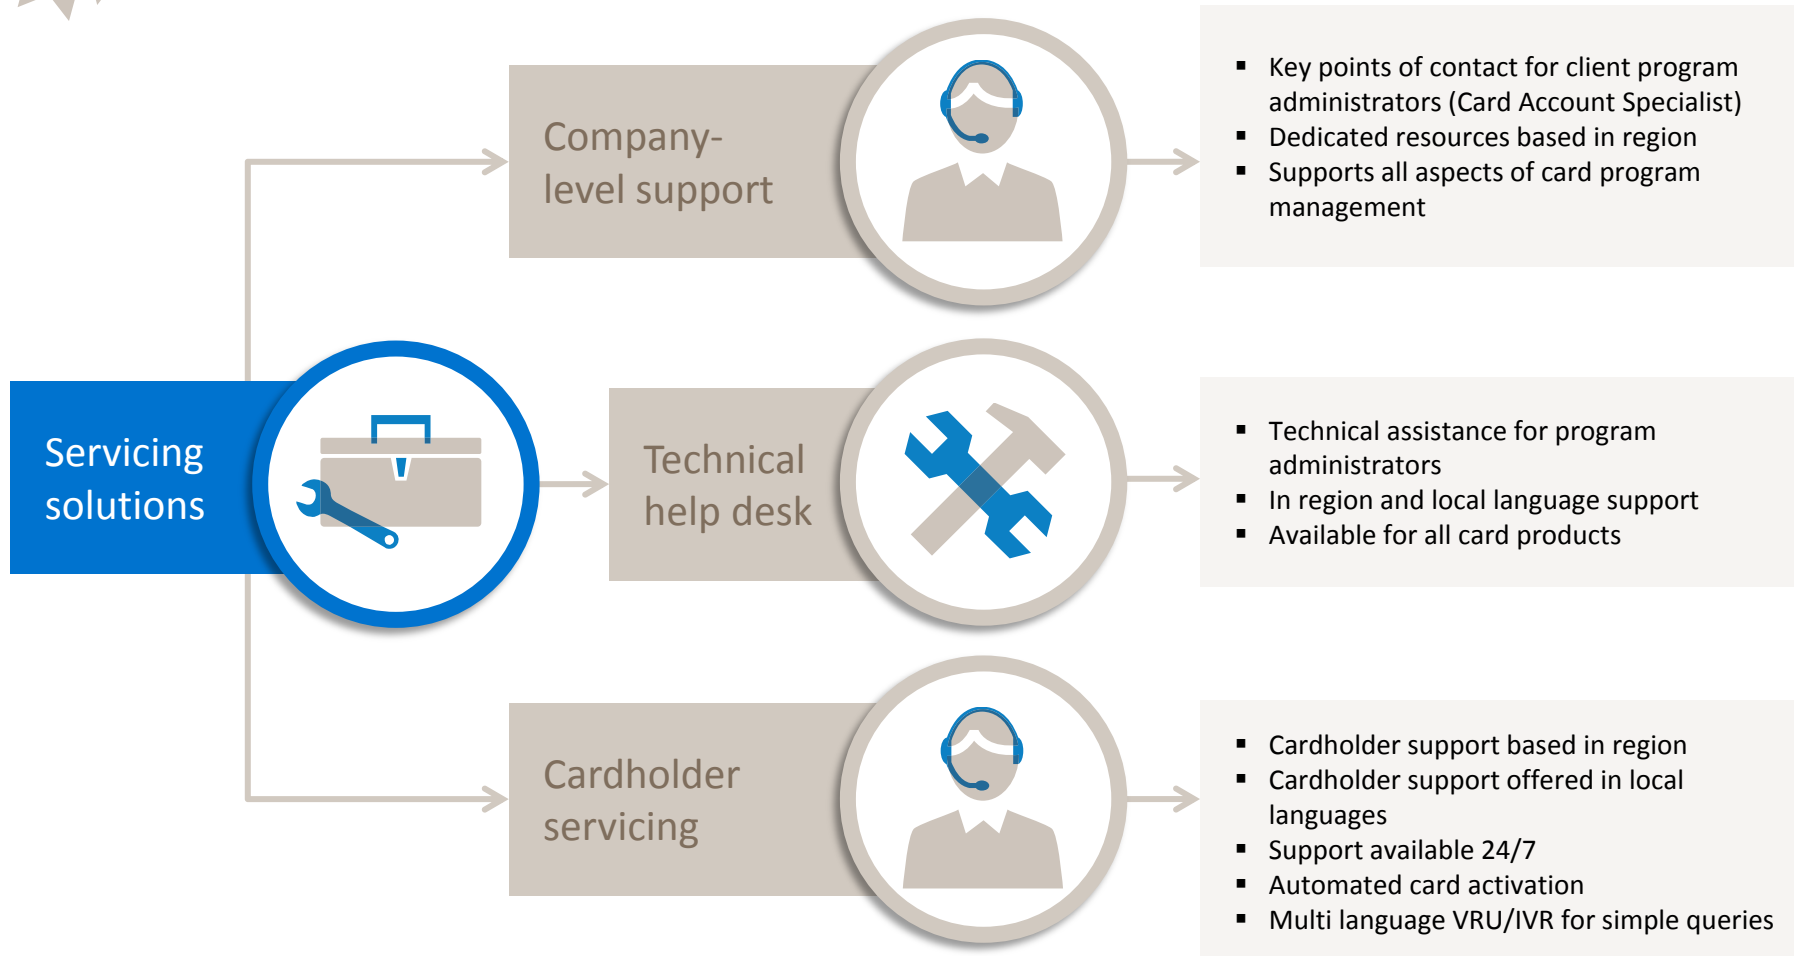 Company-
level support
▪ Key points of contact for client program
administrators (Card Account Specialist)
▪ Dedicated resources based in region
▪ Supports all aspects of card program
management
Servicing
solutions
Technical
help desk
▪ Technical assistance for program
administrators
▪ In region and local language support
▪ Available for all card products
Cardholder
servicing
▪ Cardholder support based in region
▪ Cardholder support offered in local
languages
▪ Support available 24/7
▪ Automated card activation
▪ Multi language VRU/IVR for simple queries